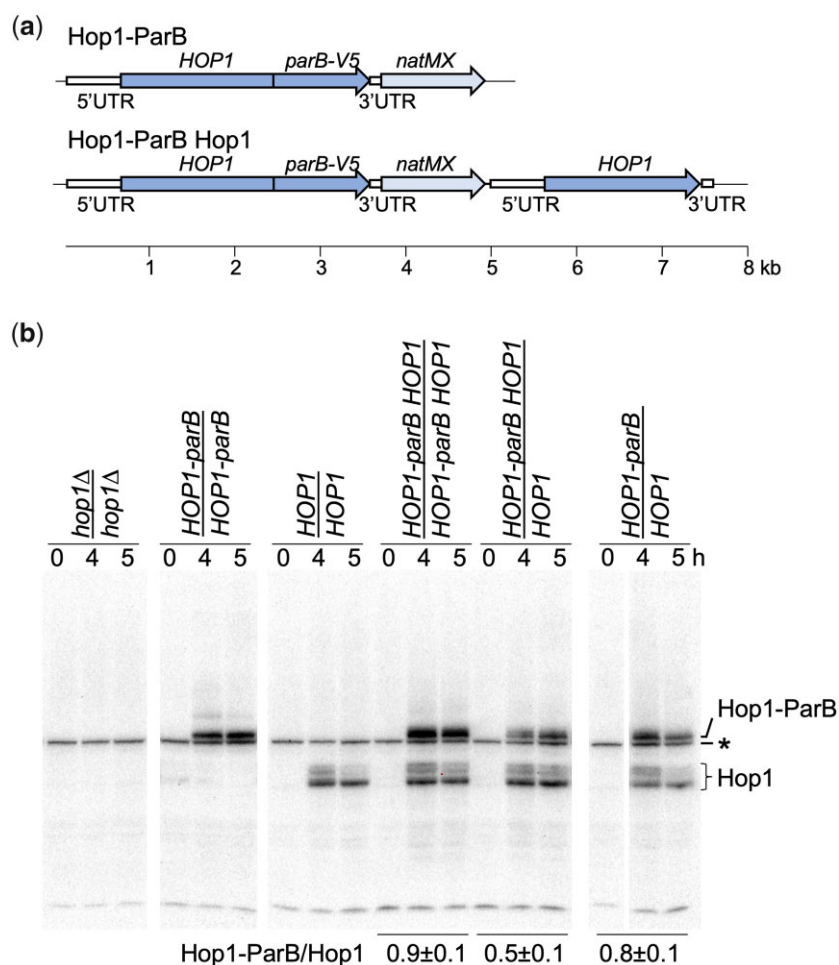 (a)
Hop1-ParB
HOP1 parB-V5 natMX
5'UTR 3'UTR
Hop1-ParB Hop1
HOP1 parB-V5 natMX HOP1
5'UTR 3'UTR 5'UTR 3'UTR
1 2 3 4 5 6 7 8 kb
(b)
hop1Δ
hop1Δ
HOP1-parB
HOP1-parB
HOP1
HOP1
HOP1-parB HOP1
HOP1-parB HOP1
HOP1-parB HOP1
HOP1
HOP1-parB
HOP1
0 4 5 0 4 5 0 4 5 0 4 5 0 4 5 0 4 5 h
Hop1-ParB
*
Hop1
Hop1-ParB/Hop1 0.9±0.1 0.5±0.1 0.8±0.1